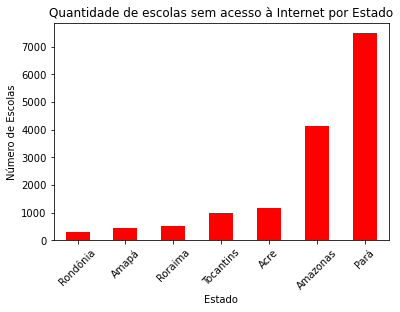 Quantidade de escolas sem acesso à Internet por Estado
Número de Escolas
7000
6000
5000
4000
3000
2000
1000
0
Rondônia
Amapá
Roraima
Tocantins
Acre
Amazonas
Pará
Estado